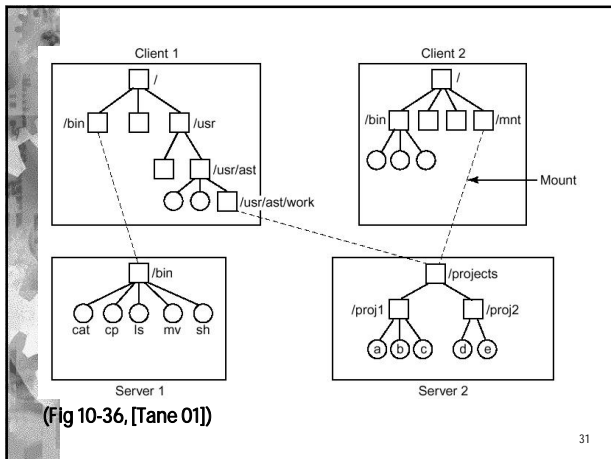 Client 1
Client 2
/
/
/bin
/usr
/bin
/mnt
/usr/ast
/usr/ast/work
Mount
/bin
/projects
cat cp ls mv sh
/proj1
/proj2
a b c d e
Server 1
Server 2
(Fig 10-36, [Tane 01])
31